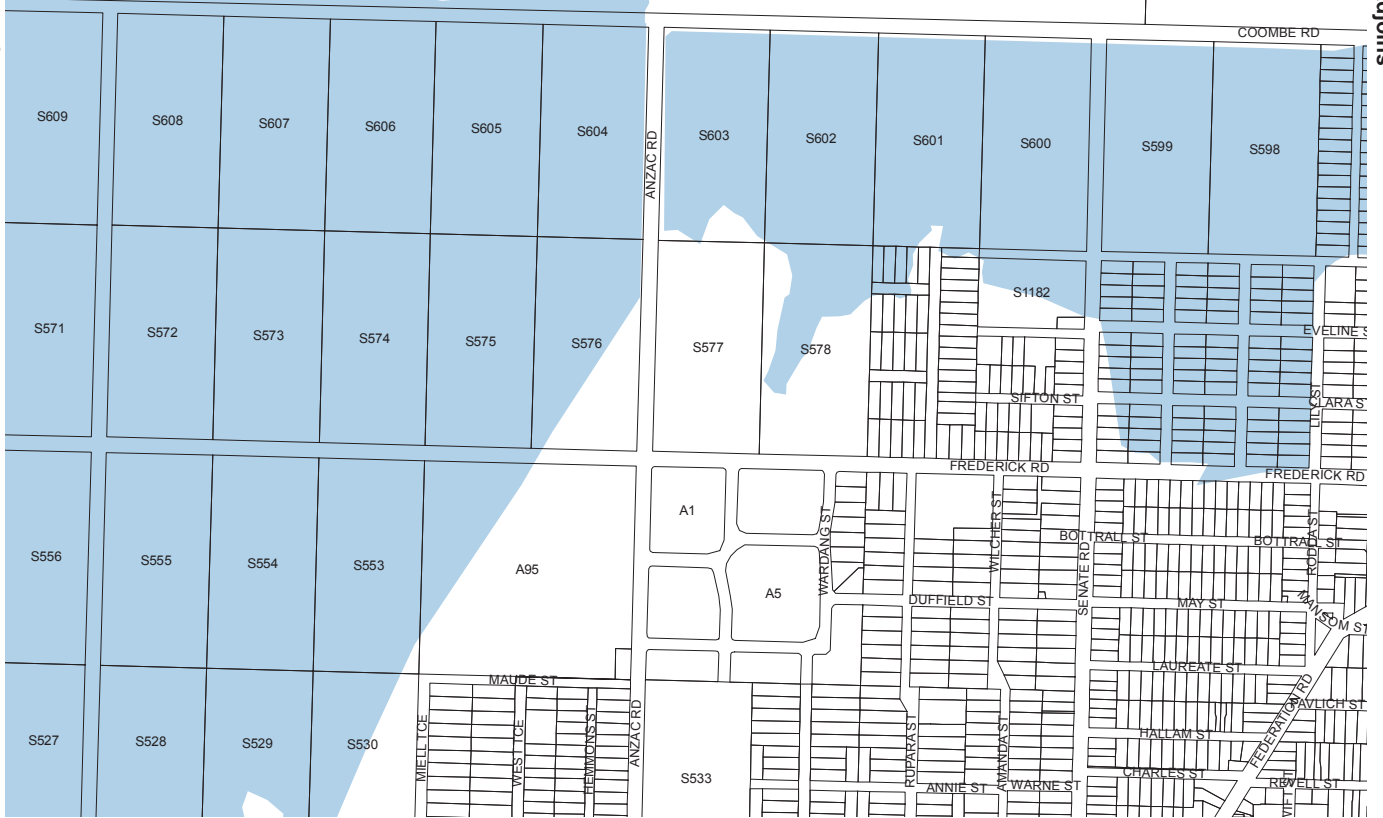 COOMBE RD
S609
S608
S607
S606
S605
S604
ANZAC RD
S603
S602
S601
S600
S599
S598
S571
S572
S573
S574
S575
S576
S577
S578
S1182
EVELINE S
SIFTON ST
LILY ST
CLARA S
FREDERICK RD
FREDERICK RD
S556
S555
S554
S553
A95
A1
A5
WARDANG ST
WILCHER ST
SENATE RD
BOTTRALL ST
BOTTRALL ST
RODDA ST
DUFFIELD ST
MAY ST
MANSOM ST
LAUREATE ST
MAUDE ST
S527
S528
S529
S530
MIELL TCE
WEST TCE
HEMMONS ST
ANZAC RD
S533
RUPARA ST
AMANDA ST
ANNIE ST
WARNE ST
HALLAM ST
CHARLES ST
FEDERATION RD
PAVLICH ST
REVELL ST